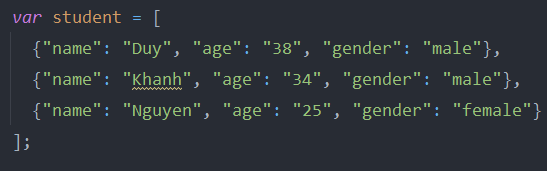 var student = [
{"name": "Duy", "age": "38", "gender": "male"},
{"name": "Khanh", "age": "34", "gender": "male"},
{"name": "Nguyen", "age": "25", "gender": "female"}
];